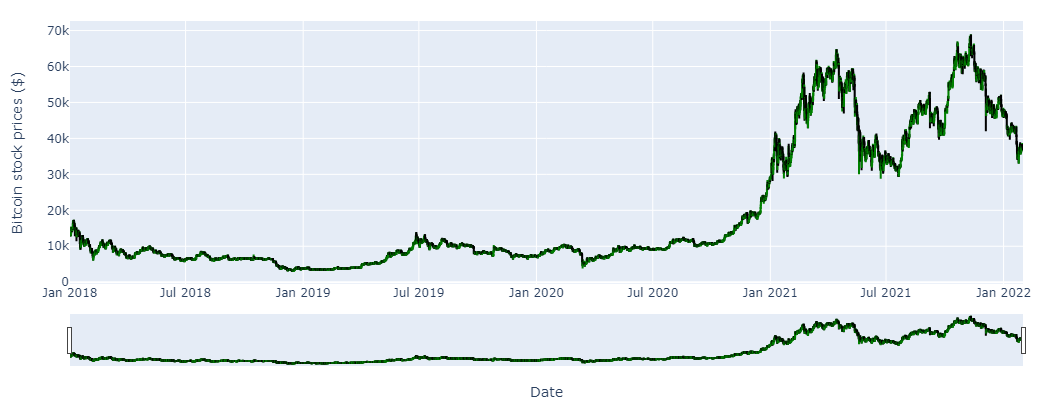 70k
60k
50k
40k
30k
20k
10k
0
Bitcoin stock prices ($)
Jan 2018 Jul 2018 Jan 2019 Jul 2019 Jan 2020 Jul 2020 Jan 2021 Jul 2021 Jan 2022
Date